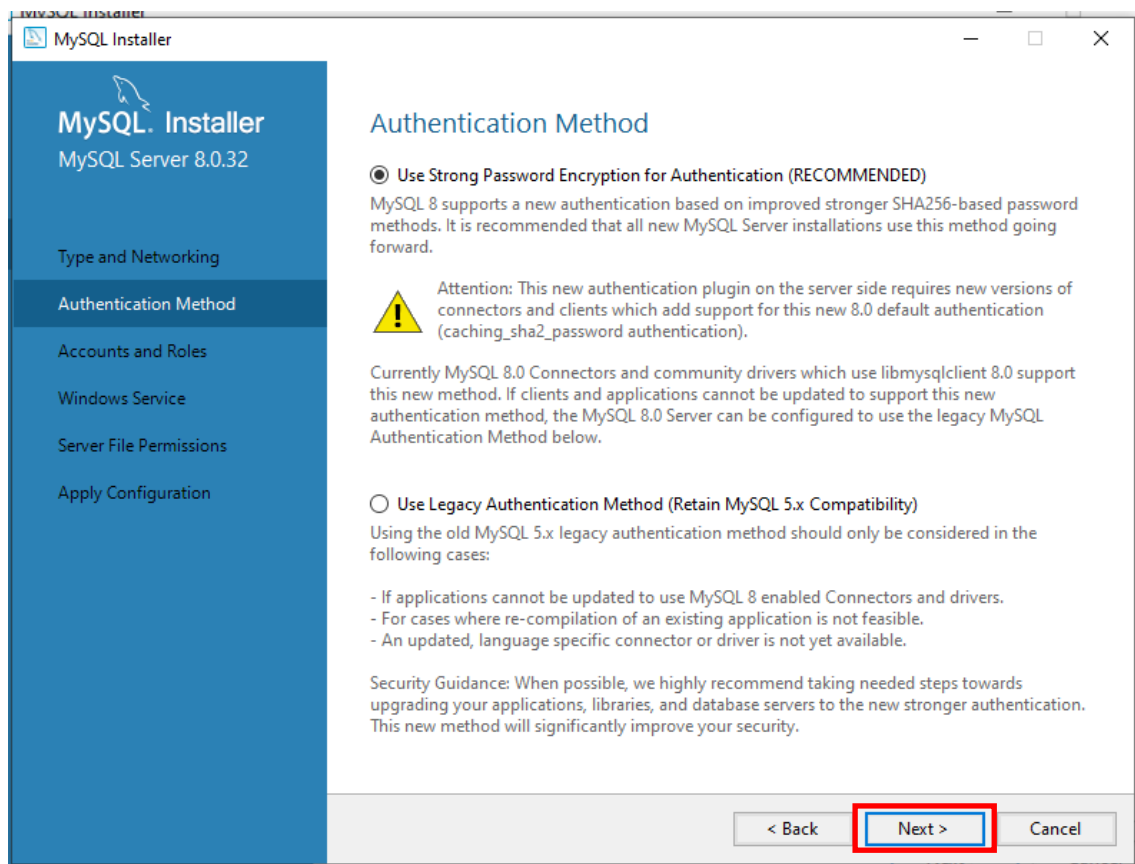 MySQL Installer
MySQL Installer
MySQL. Installer
MySQL Server 8.0.32
Type and Networking
Authentication Method
Accounts and Roles
Windows Service
Server File Permissions
Apply Configuration
Authentication Method
Use Strong Password Encryption for Authentication (RECOMMENDED)
MySQL 8 supports a new authentication based on improved stronger SHA256-based password
methods. It is recommended that all new MySQL Server installations use this method going
forward.
Attention: This new authentication plugin on the server side requires new versions of
connectors and clients which add support for this new 8.0 default authentication
(caching_sha2_password authentication).
Currently MySQL 8.0 Connectors and community drivers which use libmysqlclient 8.0 support
this new method. If clients and applications cannot be updated to support this new
authentication method, the MySQL 8.0 Server can be configured to use the legacy MySQL
Authentication Method below.
Use Legacy Authentication Method (Retain MySQL 5.x Compatibility)
Using the old MySQL 5.x legacy authentication method should only be considered in the
following cases:
- If applications cannot be updated to use MySQL 8 enabled Connectors and drivers.
- For cases where re-compilation of an existing application is not feasible.
- An updated, language specific connector or driver is not yet available.
Security Guidance: When possible, we highly recommend taking needed steps towards
upgrading your applications, libraries, and database servers to the new stronger authentication.
This new method will significantly improve your security.
< Back
Next >
Cancel